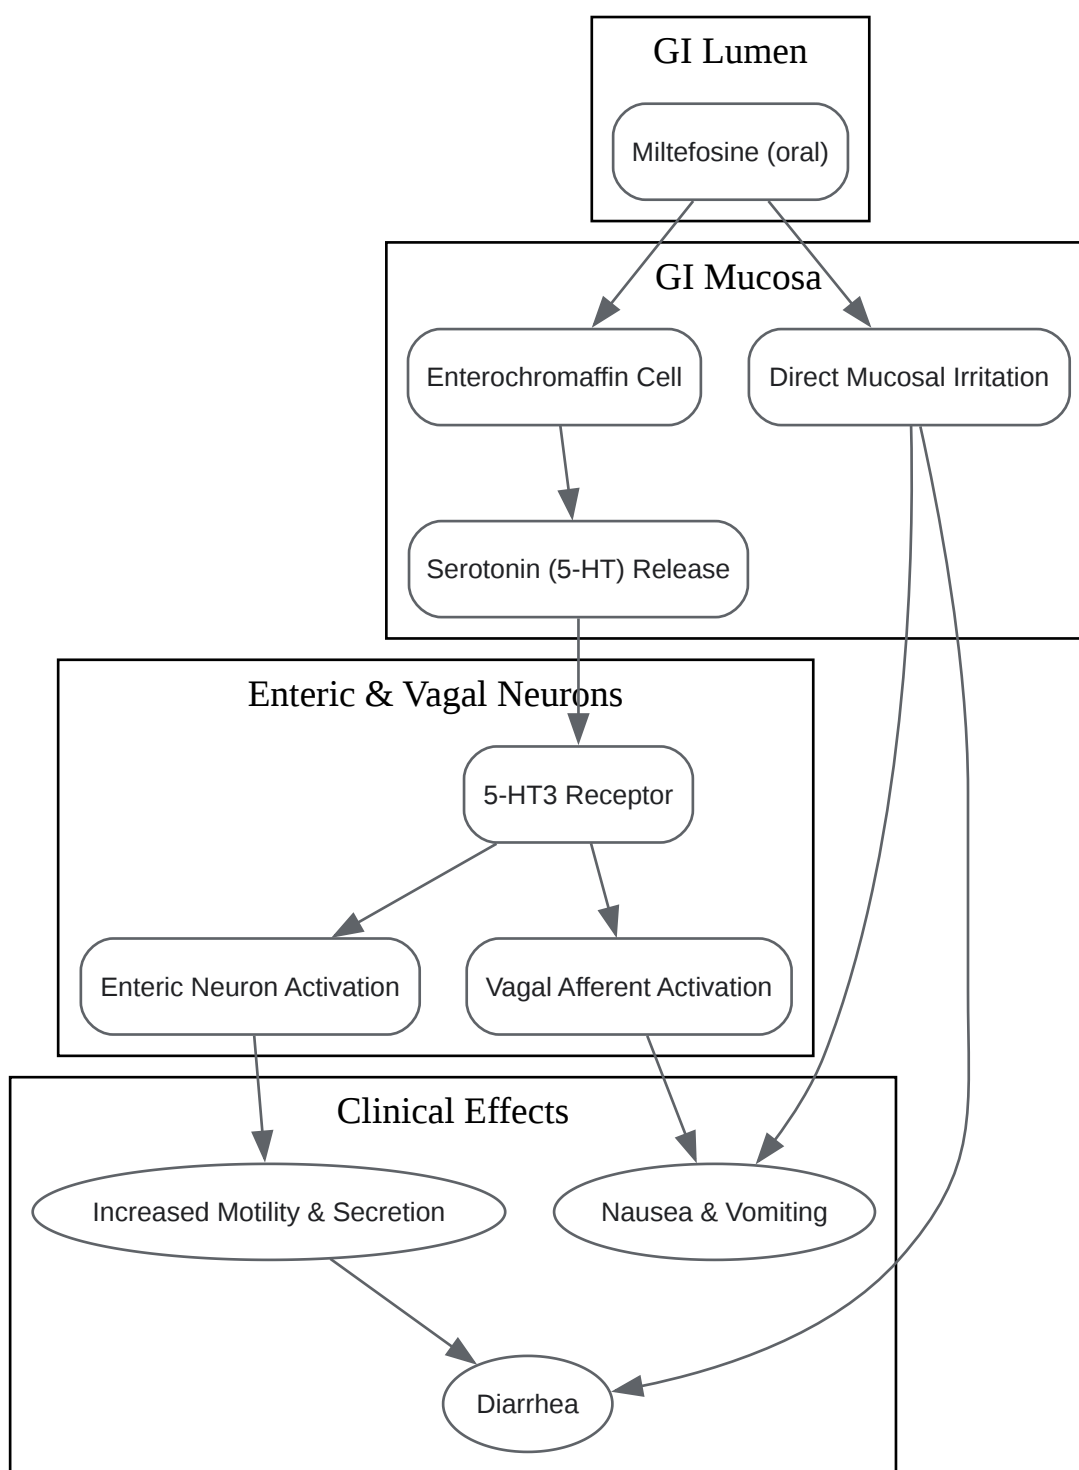 GI Lumen
Miltefosine (oral)
GI Mucosa
Enterochromaffin Cell
Direct Mucosal Irritation
Serotonin (5-HT) Release
Enteric & Vagal Neurons
5-HT3 Receptor
Enteric Neuron Activation
Vagal Afferent Activation
Clinical Effects
Increased Motility & Secretion
Nausea & Vomiting
Diarrhea